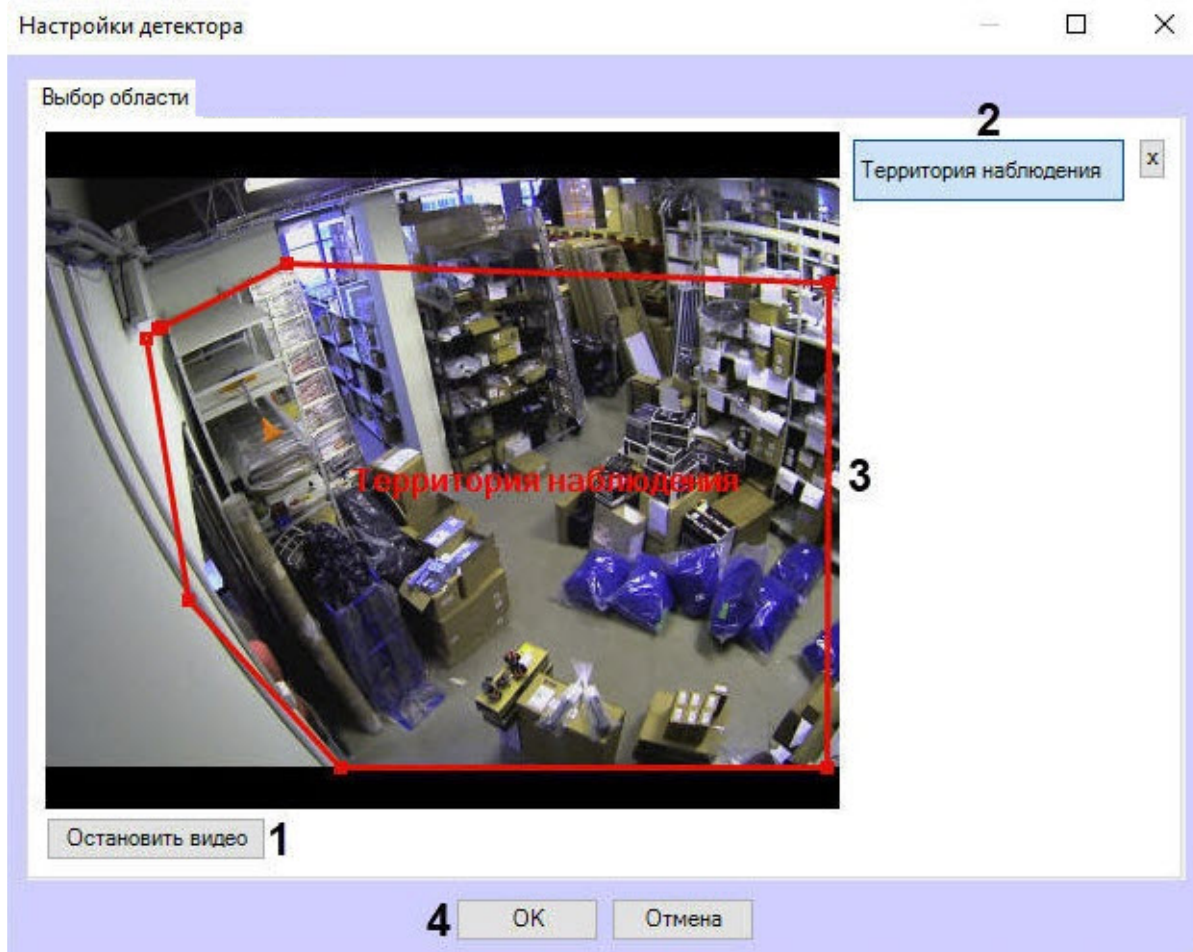 Настройки детектора
Выбор области
2
Территория наблюдения
x
Территория наблюдения
3
Остановить видео
1
4
OK
Отмена